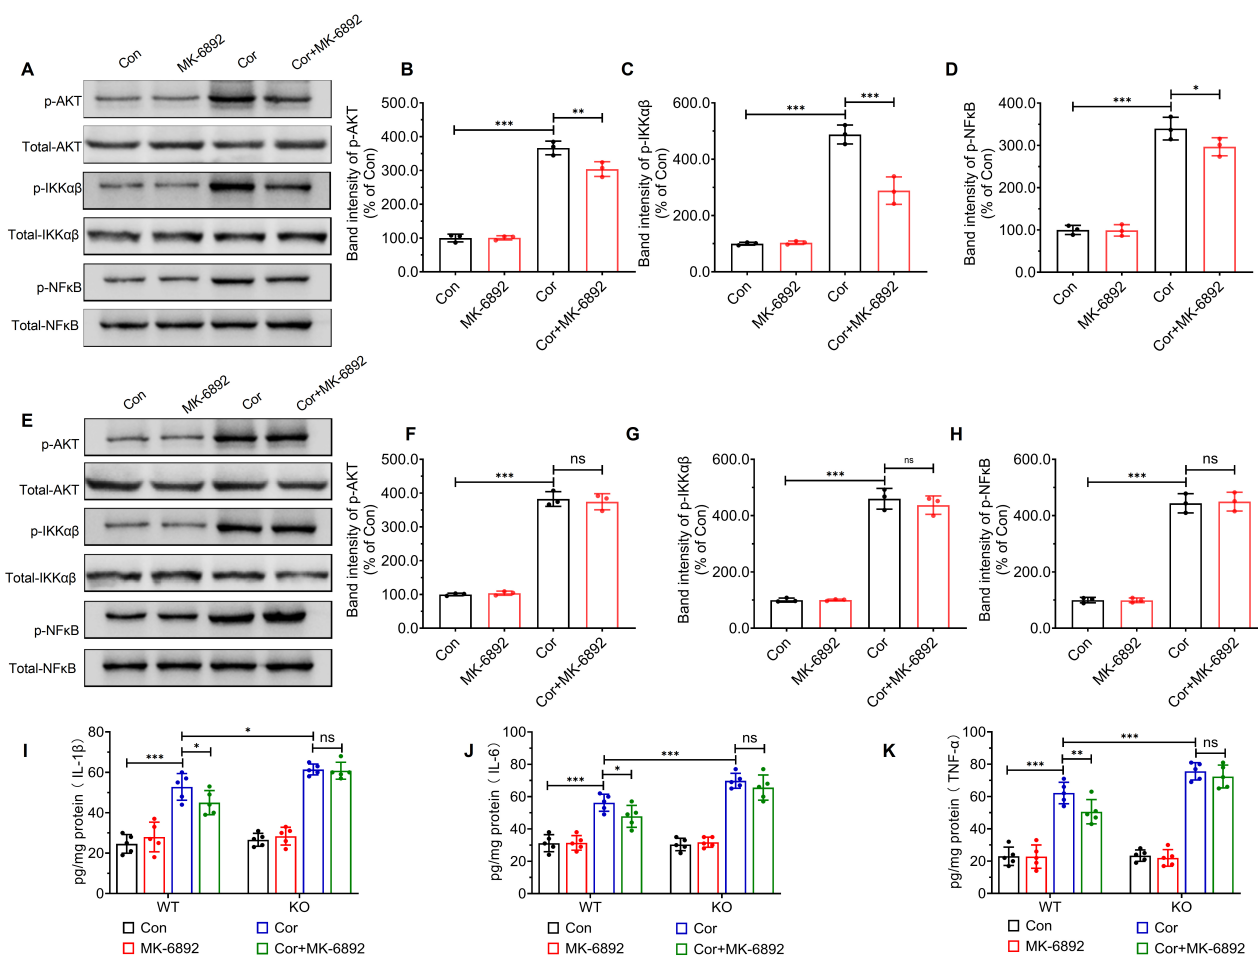 A
Con
MK-6892
Cor
Cor+MK-6892
p-AKT
Total-AKT
p-IKKαβ
Total-IKKαβ
p-NFκB
Total-NFκB
B
Band intensity of p-AKT
(% of Con)
500.0
400.0
300.0
200.0
100.0
0.0
***
**
Con
MK-6892
Cor
Cor+MK-6892
C
Band intensity of p-IKKαβ
(% of Con)
600.0
400.0
200.0
0.0
***
***
Con
MK-6892
Cor
Cor+MK-6892
D
Band intensity of p-NFκB
(% of Con)
400.0
300.0
200.0
100.0
0.0
***
*
Con
MK-6892
Cor
Cor+MK-6892
E
Con
MK-6892
Cor
Cor+MK-6892
p-AKT
Total-AKT
p-IKKαβ
Total-IKKαβ
p-NFκB
Total-NFκB
F
Band intensity of p-AKT
(% of Con)
500.0
400.0
300.0
200.0
100.0
0.0
***
ns
Con
MK-6892
Cor
Cor+MK-6892
G
Band intensity of p-IKKαβ
(% of Con)
600.0
400.0
200.0
0.0
***
ns
Con
MK-6892
Cor
Cor+MK-6892
H
Band intensity of p-NFκB
(% of Con)
600.0
400.0
200.0
0.0
***
ns
Con
MK-6892
Cor
Cor+MK-6892
I
pg/mg protein（ IL-1β）
80
60
40
20
0
***
*
*
ns
WT
KO
Con
Cor
MK-6892
Cor+MK-6892
J
pg/mg protein（ IL-6）
100
80
60
40
20
0
***
*
***
ns
WT
KO
Con
Cor
MK-6892
Cor+MK-6892
K
pg/mg protein（ TNF-α）
100
80
60
40
20
0
***
**
***
ns
WT
KO
Con
Cor
MK-6892
Cor+MK-6892